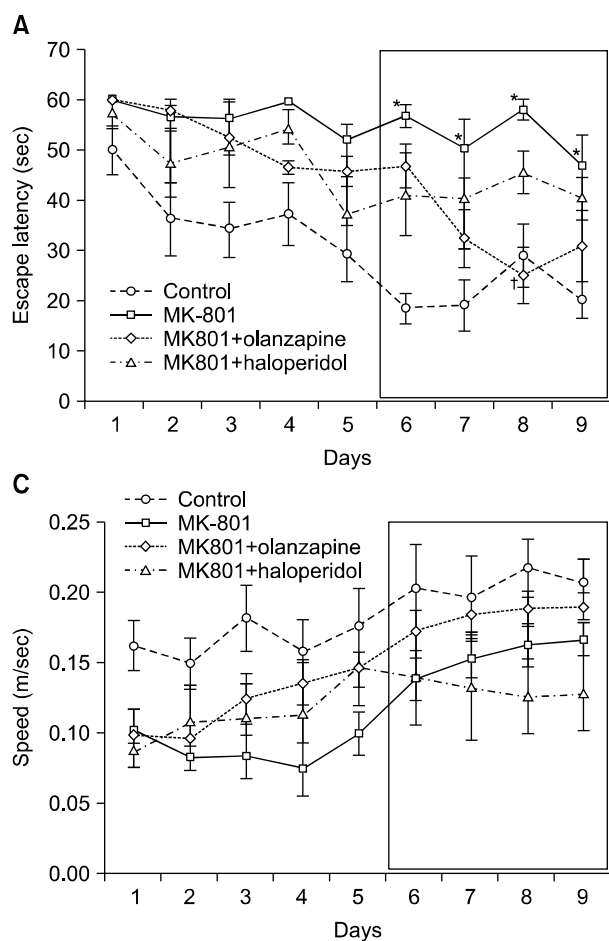 A
70
60
50
40
30
20
10
0
Escape latency (sec)
* * * *
†
Control
MK-801
MK801+olanzapine
MK801+haloperidol
1 2 3 4 5 6 7 8 9
Days
C
Control
MK-801
MK801+olanzapine
MK801+haloperidol
0.25
0.20
0.15
0.10
0.05
0.00
Speed (m/sec)
1 2 3 4 5 6 7 8 9
Days